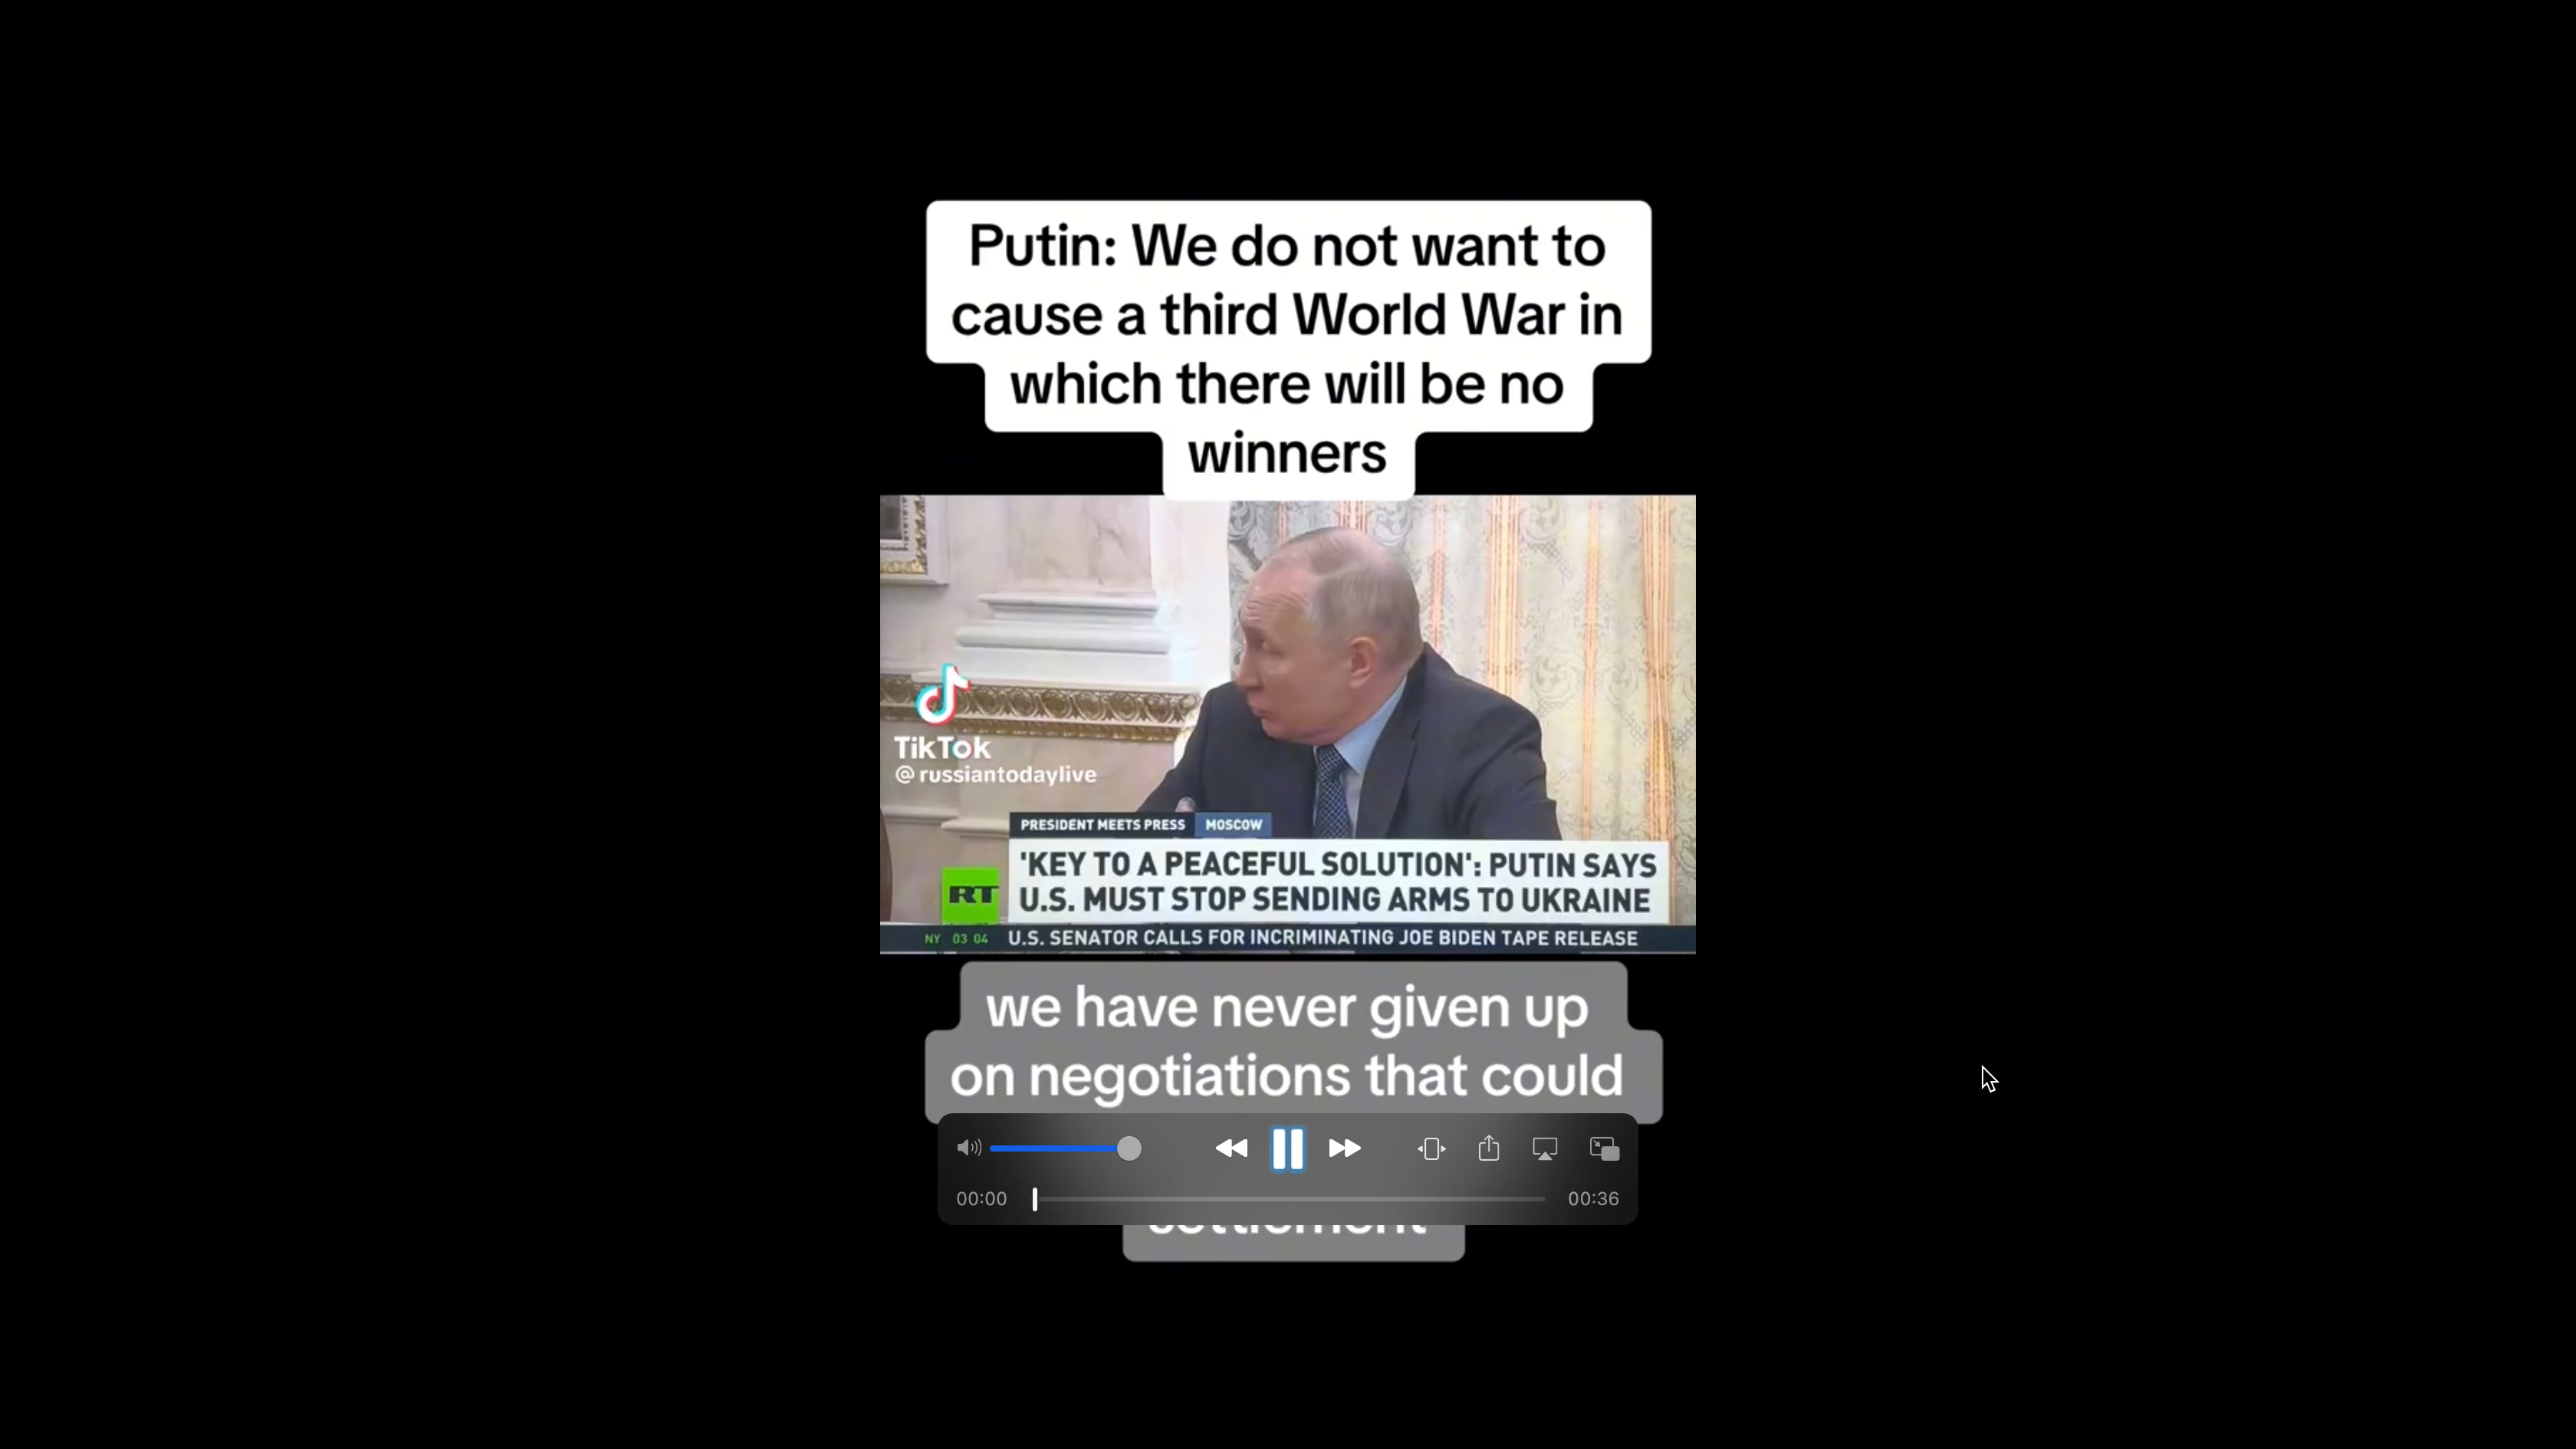 Putin: We do not want to
cause a third World War in
which there will be no
winners
TikTok
@russiantodaylive
PRESIDENT MEETS PRESS MOSCOW
'KEY TO A PEACEFUL SOLUTION': PUTIN SAYS
U.S. MUST STOP SENDING ARMS TO UKRAINE
RT
NY 03 04 U.S. SENATOR CALLS FOR INCRIMINATING JOE BIDEN TAPE RELEASE
we have never given up
on negotiations that could
00:00 00:36
settlement